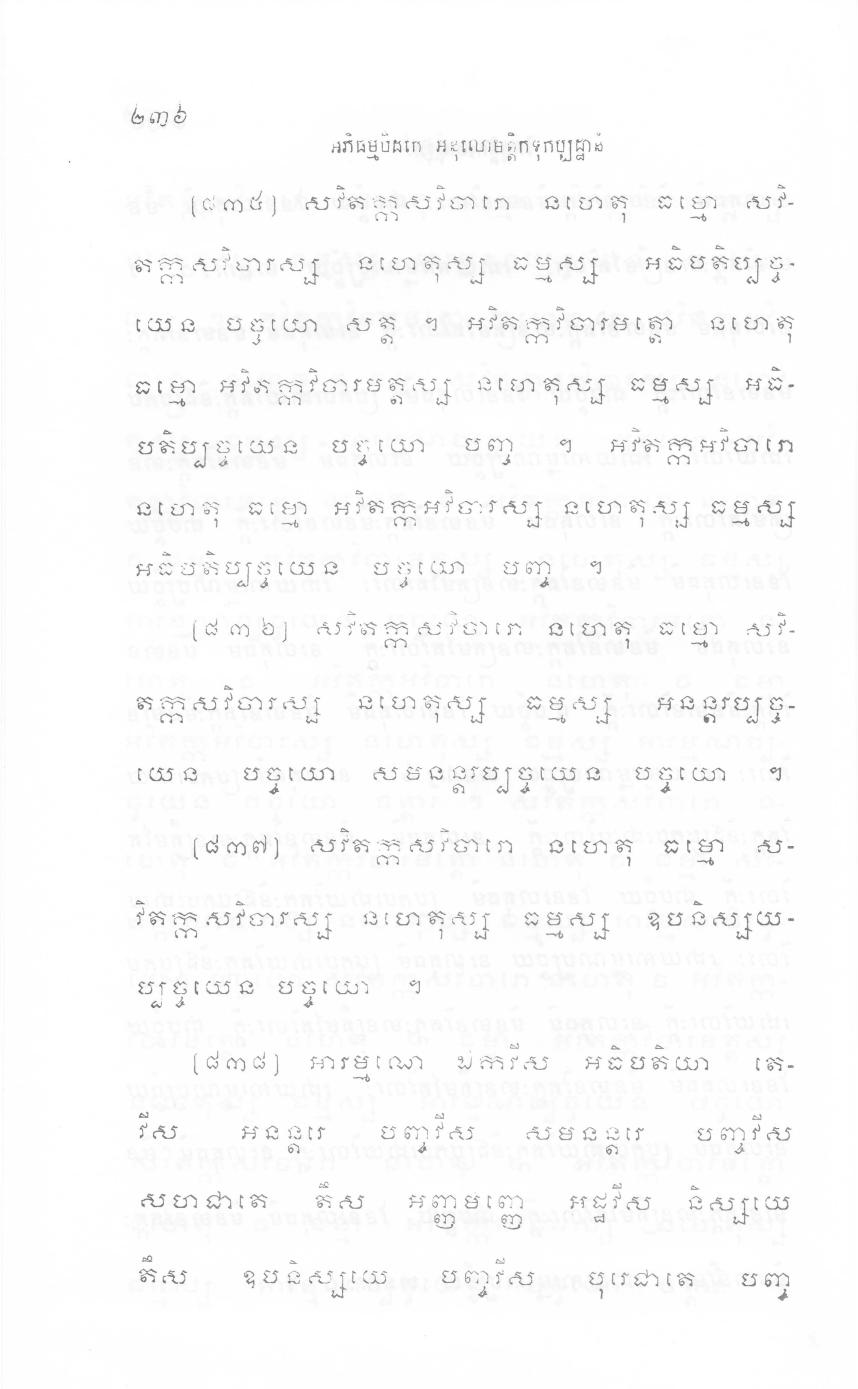 ២៣៦
អភិធម្មបិដកេ អនុលោមត្តិកទុកប្បដ្ឋានំ
(៨៣៥) សវិតក្កសវិចារោ នហេតុ ធម្មោ សវិ-
តក្កសវិចារស្ស នហេតុស្ស ធម្មស្ស អធិបតិប្បច្ច-
យេន បច្ចយោ សត្ត ។ អវិតក្កវិចារមត្តោ នហេតុ
ធម្មោ អវិតក្កវិចារមត្តស្ស នហេតុស្ស ធម្មស្ស អធិ-
បតិប្បច្ចយេន បច្ចយោ បញ្ច ។ អវិតក្កអវិចារោ
នហេតុ ធម្មោ អវិតក្កអវិចារស្ស នហេតុស្ស ធម្មស្ស
អធិបតិប្បច្ចយេន បច្ចយោ បញ្ច ។
(៨៣៦) សវិតក្កសវិចារោ នហេតុ ធម្មោ សវិ-
តក្កសវិចារស្ស នហេតុស្ស ធម្មស្ស អនន្តរប្បច្ច-
យេន បច្ចយោ សមនន្តរប្បច្ចយេន បច្ចយោ ។
(៨៣៧) សវិតក្កសវិចារោ នហេតុ ធម្មោ ស-
វិតក្កសវិចារស្ស នហេតុស្ស ធម្មស្ស ឧបនិស្សយ-
ប្បច្ចយេន បច្ចយោ ។
(៨៣៨) អារម្មណេ ឯកវីស អធិបតិយា តេ-
វីស អនន្តរេ បញ្ចវីស សមនន្តរេ បញ្ចវីស
សហជាតេ តឹស អញ្ញមញ្ញេ អដ្ឋវីស និស្សយេ
តឹស ឧបនិស្សយេ បញ្ចវីស បុរេជាតេ បញ្ច